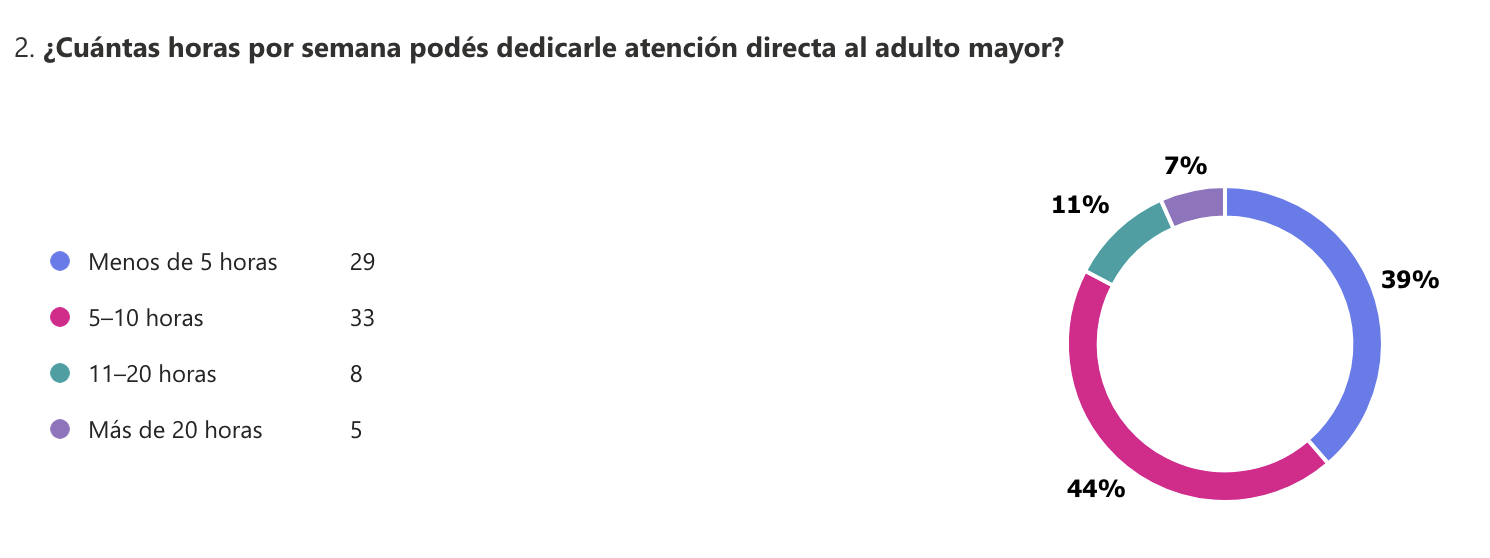 2. ¿Cuántas horas por semana podés dedicarle atención directa al adulto mayor?
Menos de 5 horas 29
5–10 horas 33
11–20 horas 8
Más de 20 horas 5
7%
11%
39%
44%